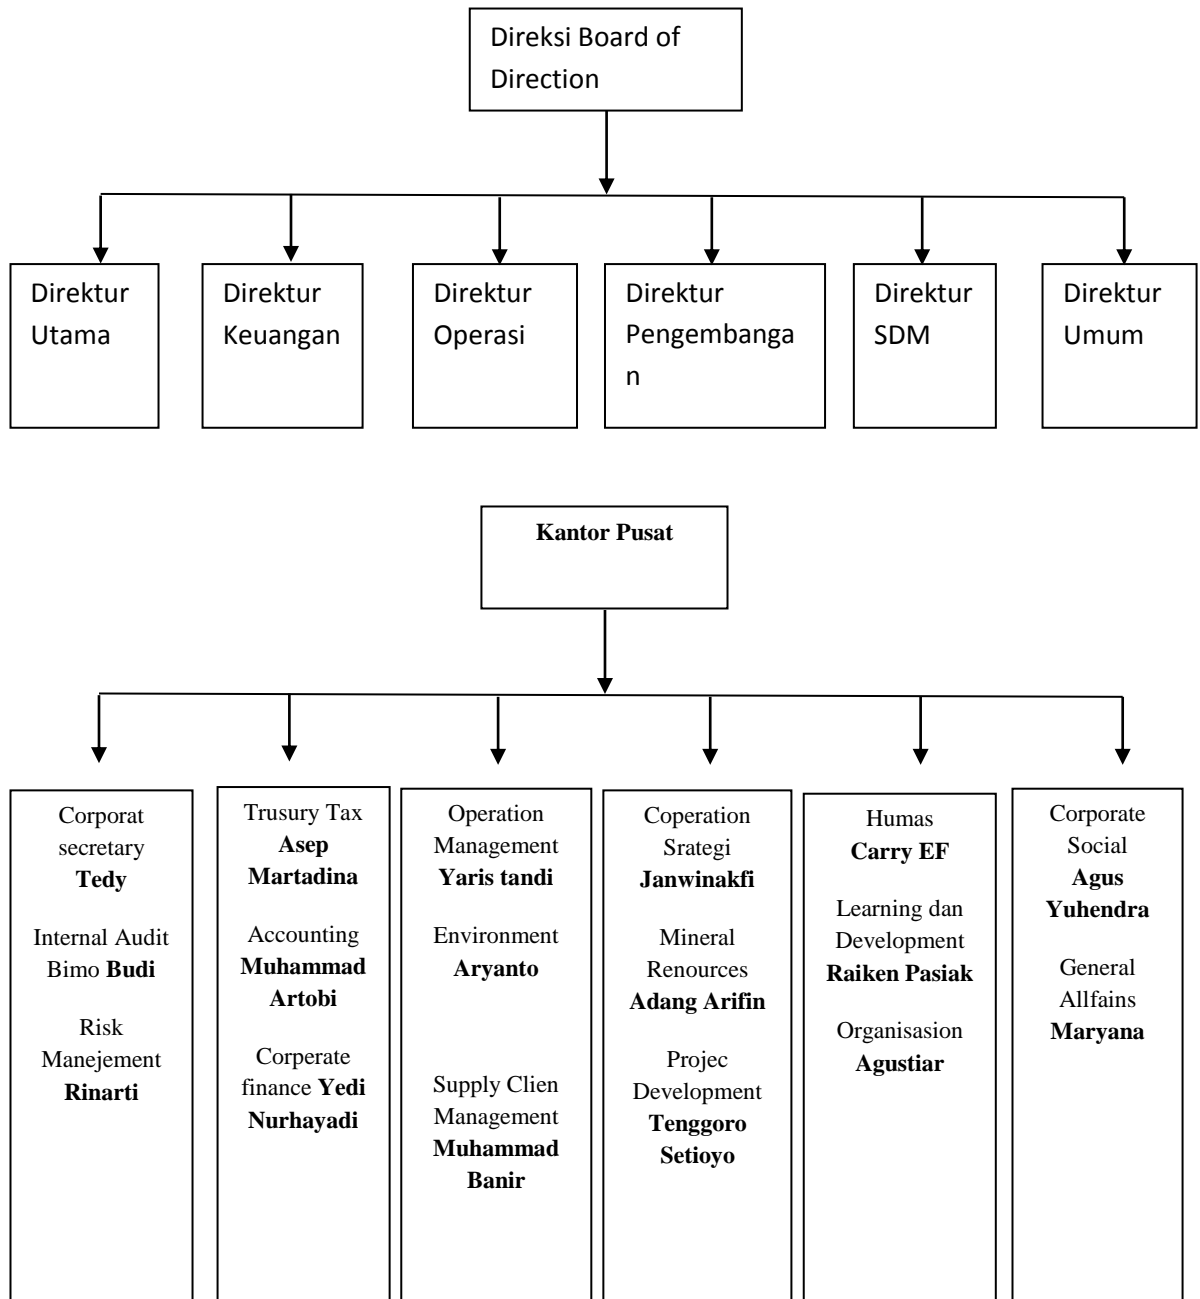 Direksi Board of
Direction
Direktur
Utama
Direktur
Keuangan
Direktur
Operasi
Direktur
Pengembanga
n
Direktur
SDM
Direktur
Umum
Kantor Pusat
Corporat
secretary
Tedy
Internal Audit
Bimo Budi
Risk
Manejement
Rinarti
Trusury Tax
Asep
Martadina
Accounting
Muhammad
Artobi
Corperate
finance Yedi
Nurhayadi
Operation
Management
Yaris tandi
Environment
Aryanto
Supply Clien
Management
Muhammad
Banir
Coperation
Srategi
Janwinakfi
Mineral
Renources
Adang Arifin
Projec
Development
Tenggoro
Setioyo
Humas
Carry EF
Learning dan
Development
Raiken Pasiak
Organisasion
Agustiar
Corporate
Social
Agus
Yuhendra
General
Allfains
Maryana